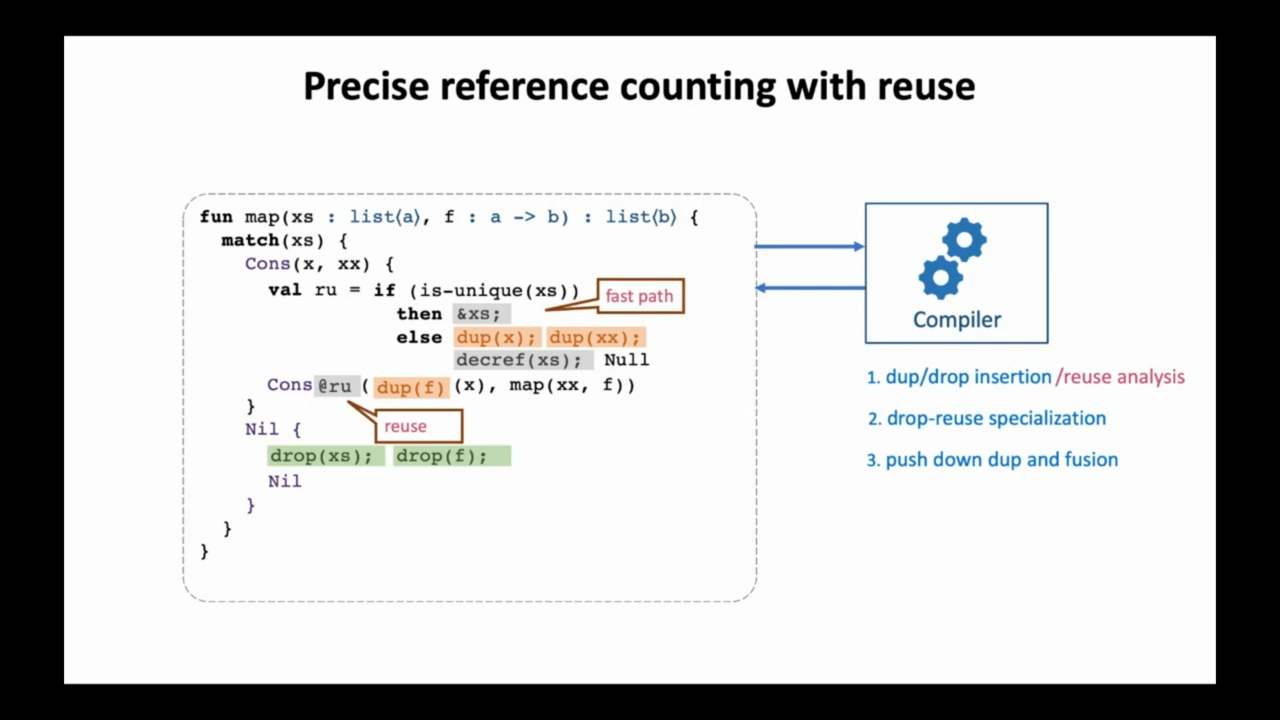 Precise reference counting with reuse
fun map(xs : list⟨a⟩, f : a -> b) : list⟨b⟩ {
match(xs) {
Cons(x, xx) {
val ru = if (is-unique(xs))
fast path
then &xs;
else dup(x); dup(xx);
decref(xs); Null
Cons@ru(dup(f)(x), map(xx, f))
}
reuse
Nil {
drop(xs); drop(f);
Nil
}
}
}
Compiler
1. dup/drop insertion/reuse analysis
2. drop-reuse specialization
3. push down dup and fusion